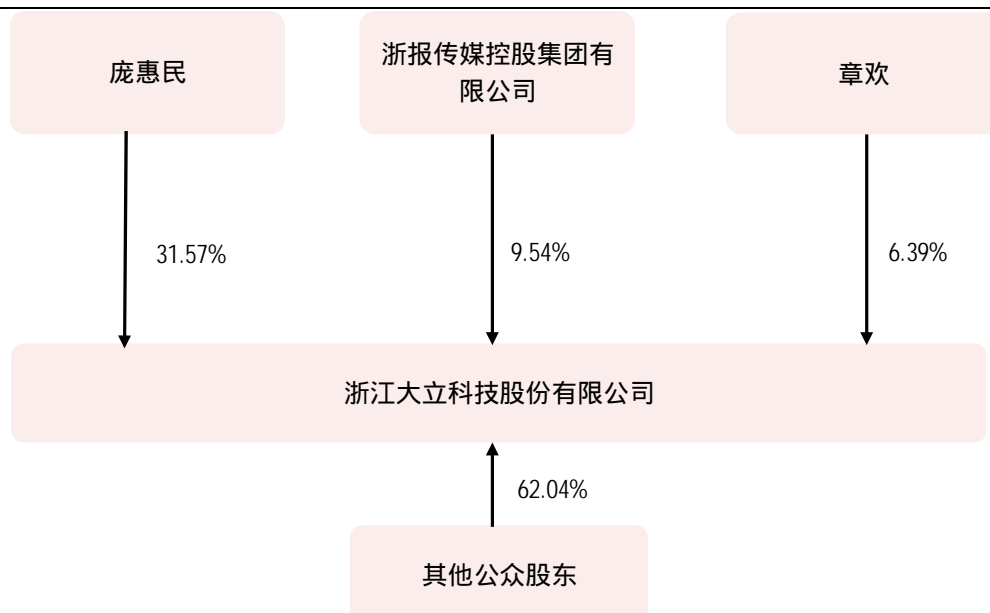 庞惠民
浙报传媒控股集团有
限公司
章欢
31.57%
9.54%
6.39%
浙江大立科技股份有限公司
62.04%
其他公众股东